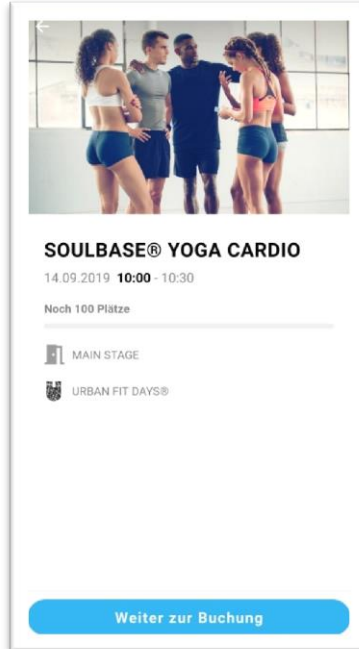 SOULBASE® YOGA CARDIO
14.09.2019 10:00 - 10:30
Noch 100 Plätze
MAIN STAGE
URBAN FIT DAYS®
Weiter zur Buchung